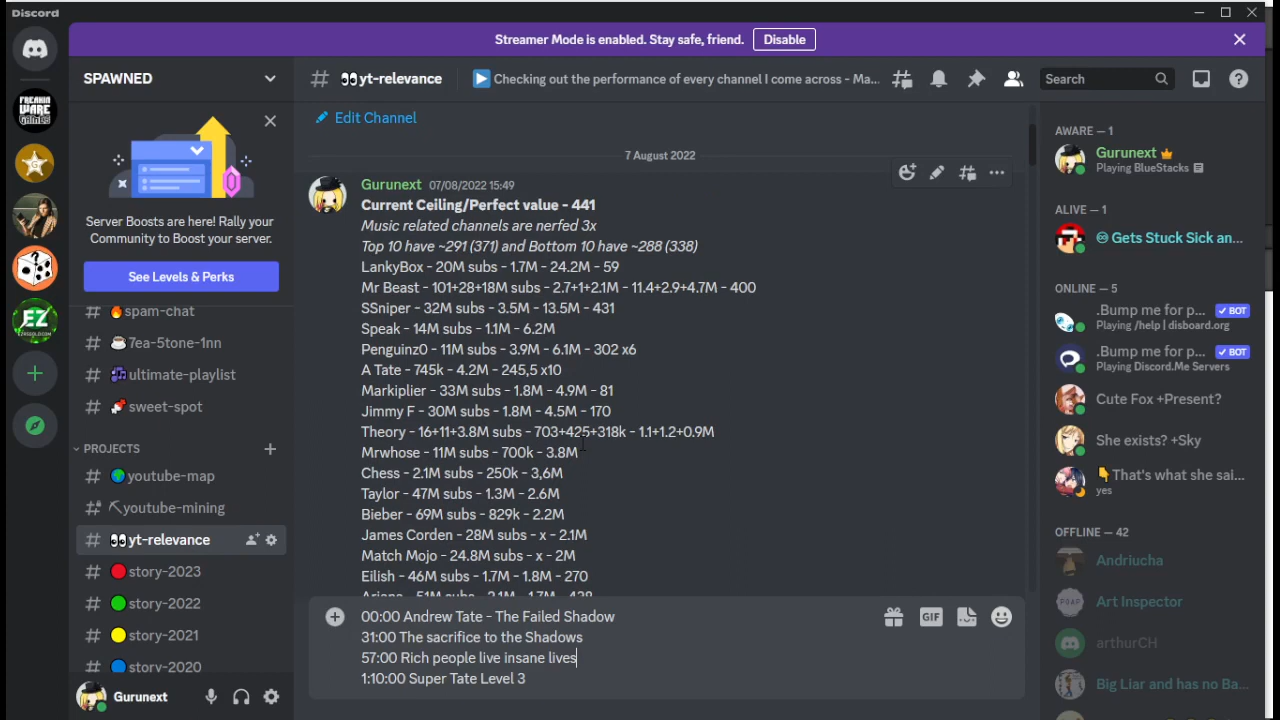 Discord
Streamer Mode is enabled. Stay safe, friend.
Disable
FREAKIN
WARE
GAMES
EZ
SPAWNED
Server Boosts are here! Rally your
Community to Boost your server.
See Levels & Perks
# 🔥spam-chat
# ☕7ea-5tone-1nn
# 🎶ultimate-playlist
# 📌sweet-spot
PROJECTS
# 🌍youtube-map
# ⛏youtube-mining
# 👀yt-relevance
# 🔴story-2023
# 🟢story-2022
# 🟡story-2021
# 🔵story-2020
Gurunext
# 👀yt-relevance
▶️Checking out the performance of every channel I come across - Ma...
Search
Edit Channel
7 August 2022
Gurunext 07/08/2022 15:49
Current Ceiling/Perfect value - 441
Music related channels are nerfed 3x
Top 10 have ~291 (371) and Bottom 10 have ~288 (338)
LankyBox - 20M subs - 1.7M - 24.2M - 59
Mr Beast - 101+28+18M subs - 2.7+1+2.1M - 11.4+2.9+4.7M - 400
SSniper - 32M subs - 3.5M - 13.5M - 431
Speak - 14M subs - 1.1M - 6.2M
Penguinz0 - 11M subs - 3.9M - 6.1M - 302 x6
A Tate - 745k - 4.2M - 245,5 x10
Markiplier - 33M subs - 1.8M - 4.9M - 81
Jimmy F - 30M subs - 1.8M - 4.5M - 170
Theory - 16+11+3.8M subs - 703+425+318k - 1.1+1.2+0.9M
Mrwhose - 11M subs - 700k - 3.8M
Chess - 2.1M subs - 250k - 3,6M
Taylor - 47M subs - 1.3M - 2.6M
Bieber - 69M subs - 829k - 2.2M
James Corden - 28M subs - x - 2.1M
Match Mojo - 24.8M subs - x - 2M
Eilish - 46M subs - 1.7M - 1.8M - 270
00:00 Andrew Tate - The Failed Shadow
31:00 The sacrifice to the Shadows
57:00 Rich people live insane lives
1:10:00 Super Tate Level 3
GIF
AWARE — 1
Gurunext
Playing BlueStacks
ALIVE — 1
♾ Gets Stuck Sick an...
ONLINE — 5
.Bump me for p... ✓ BOT
Playing /help | disboard.org
.Bump me for p... ✓ BOT
Playing Discord.Me Servers
Cute Fox +Present?
She exists? +Sky
👇That's what she sai...
yes
OFFLINE — 42
Andriucha
Art Inspector
arthurCH
Big Liar and has no Ba...